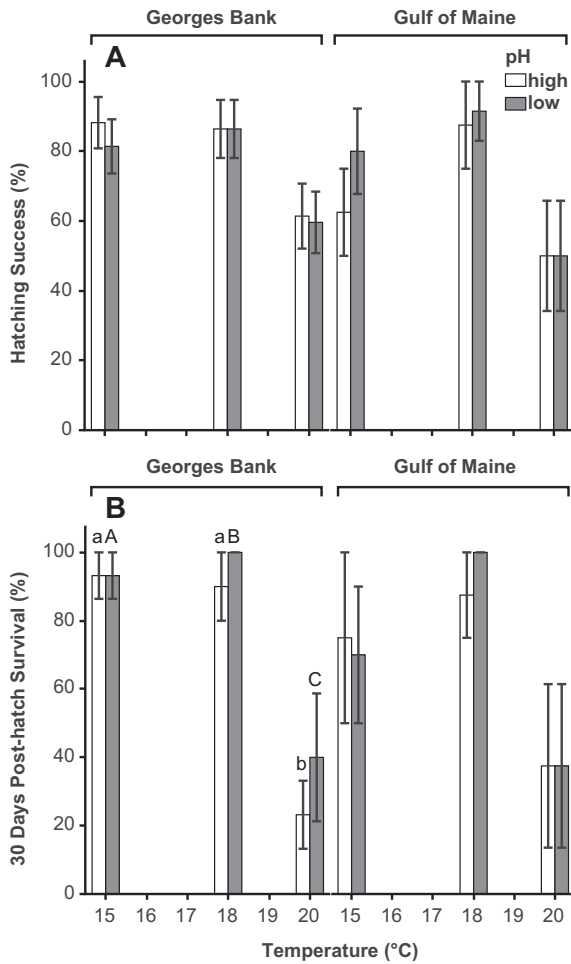 Georges Bank Gulf of Maine
A
pH
high
low
Hatching Success (%)
100
80
60
40
20
0
Georges Bank Gulf of Maine
B
aA aB
C
b
30 Days Post-hatch Survival (%)
100
80
60
40
20
0
15 16 17 18 19 20 15 16 17 18 19 20
Temperature (°C)